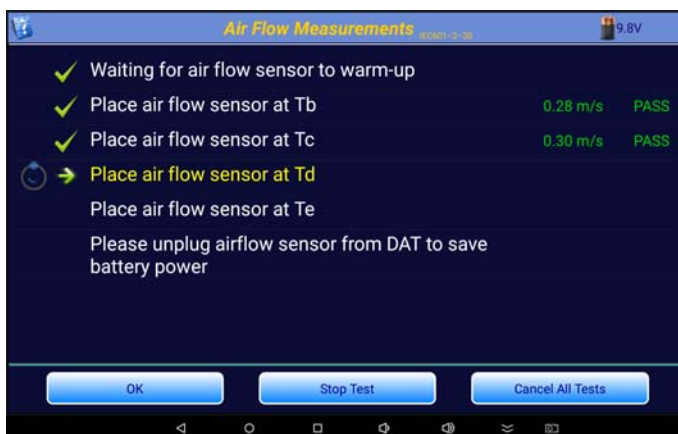 Air Flow Measurements IEC601-2-20
9.8V
Waiting for air flow sensor to warm-up
Place air flow sensor at Tb 0.28 m/s PASS
Place air flow sensor at Tc 0.30 m/s PASS
Place air flow sensor at Td
Place air flow sensor at Te
Please unplug airflow sensor from DAT to save
battery power
OK Stop Test Cancel All Tests